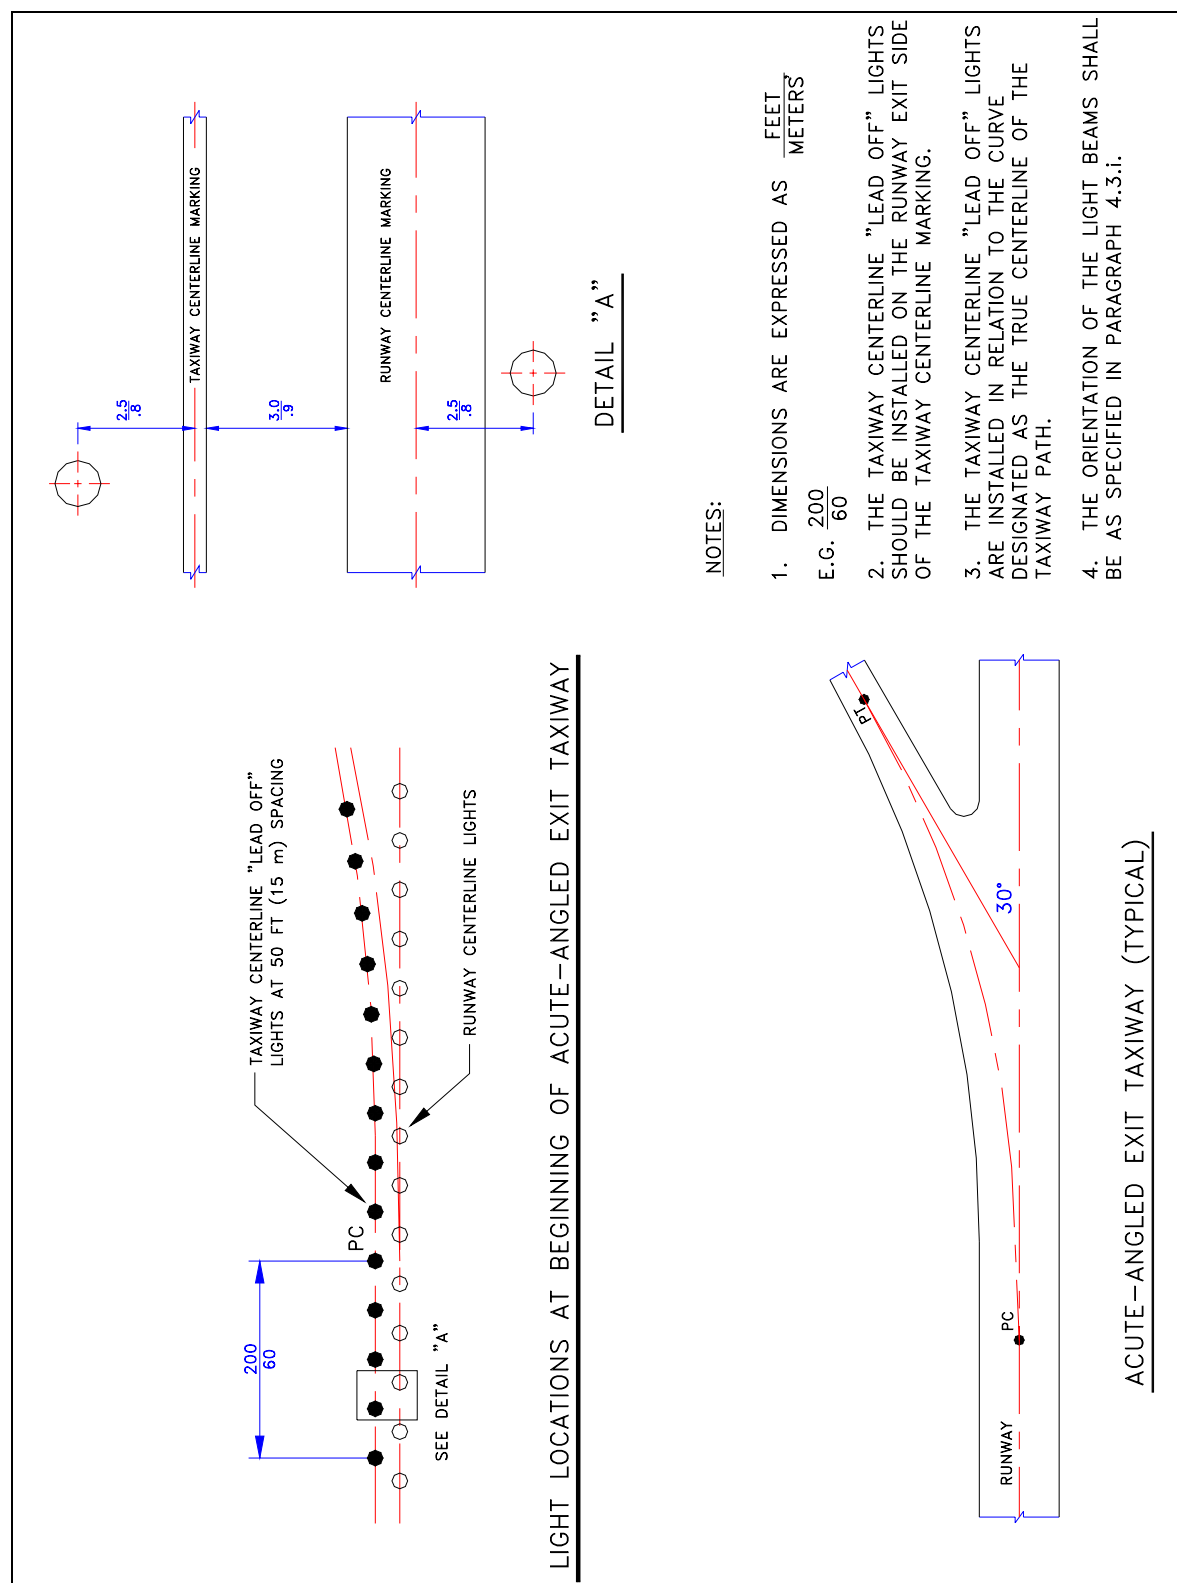 TAXIWAY CENTERLINE "LEAD OFF"
LIGHTS AT 50 FT (15 m) SPACING
200
60
PC
RUNWAY CENTERLINE LIGHTS
SEE DETAIL "A"
LIGHT LOCATIONS AT BEGINNING OF ACUTE-ANGLED EXIT TAXIWAY
2.5
.8
TAXIWAY CENTERLINE MARKING
3.0
.9
RUNWAY CENTERLINE MARKING
2.5
.8
DETAIL "A"
PT
30°
PC
RUNWAY
ACUTE-ANGLED EXIT TAXIWAY (TYPICAL)
NOTES:
1. DIMENSIONS ARE EXPRESSED AS FEET
METERS,
E.G. 200
60
2. THE TAXIWAY CENTERLINE "LEAD OFF" LIGHTS
SHOULD BE INSTALLED ON THE RUNWAY EXIT SIDE
OF THE TAXIWAY CENTERLINE MARKING.
3. THE TAXIWAY CENTERLINE "LEAD OFF" LIGHTS
ARE INSTALLED IN RELATION TO THE CURVE
DESIGNATED AS THE TRUE CENTERLINE OF THE
TAXIWAY PATH.
4. THE ORIENTATION OF THE LIGHT BEAMS SHALL
BE AS SPECIFIED IN PARAGRAPH 4.3.i.